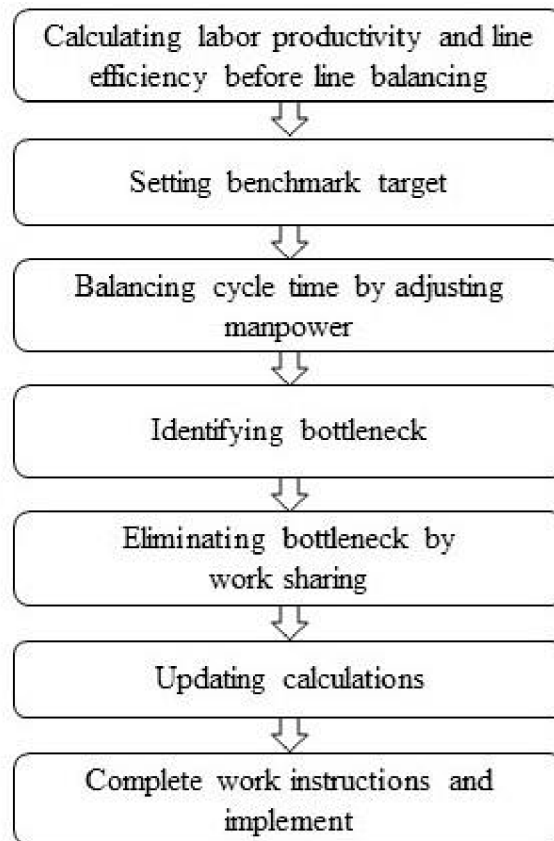 Calculating labor productivity and line
efficiency before line balancing
Setting benchmark target
Balancing cycle time by adjusting
manpower
Identifying bottleneck
Eliminating bottleneck by
work sharing
Updating calculations
Complete work instructions and
implement